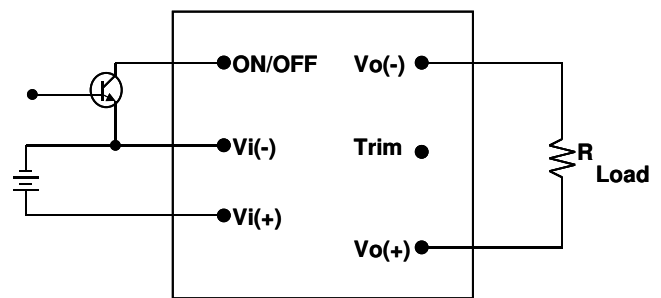 ON/OFF Vo(-)
Vi(-) Trim
R
Load
Vi(+)
Vo(+)